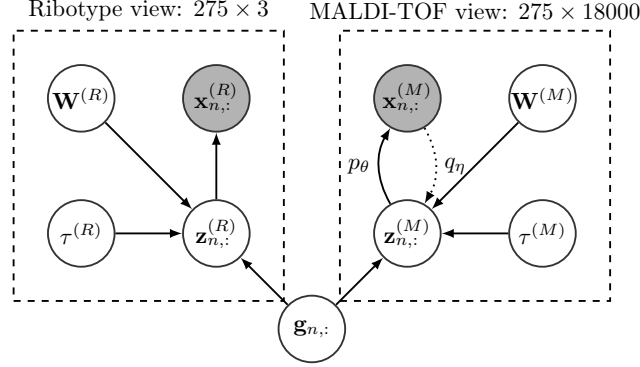 Ribotype view: 275 × 3
MALDI-TOF view: 275 × 18000
W^(R)
x_{n,:}^(R)
x_{n,:}^(M)
W^(M)
p_θ
q_η
τ^(R)
z_{n,:}^(R)
z_{n,:}^(M)
τ^(M)
g_{n,:}